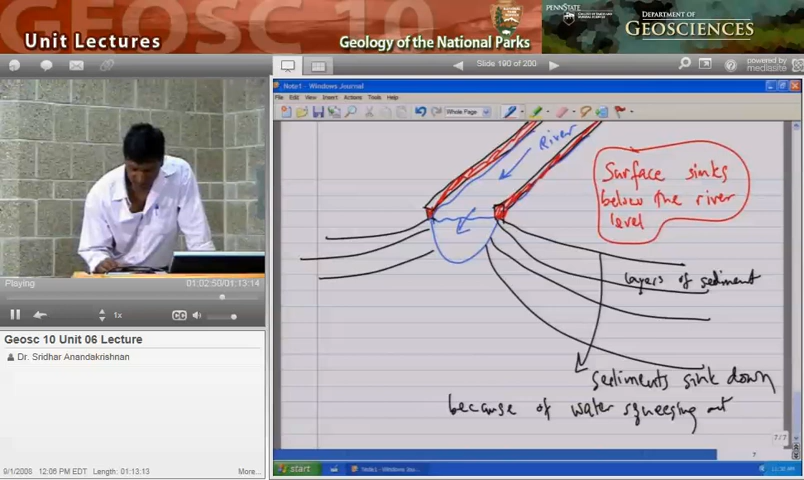 GEOSC 10
Unit Lectures
Geology of the National Parks
PENNSTATE
DEPARTMENT OF
GEOSCIENCES
Slide 190 of 200
powered by
mediasite
Note1 - Windows Journal
File Edit View Insert Actions Tools Help
Whole Page
River
Surface sinks
below the river
level
layers of sediment
sediments sink down
because of water squeezing out
7/7
Playing
01:02:50/01:13:14
1x
CC
Geosc 10 Unit 06 Lecture
Dr. Sridhar Anandakrishnan
9/1/2008 12:06 PM EDT Length: 01:13:13 More...
start
Note1 - Windows Jou...